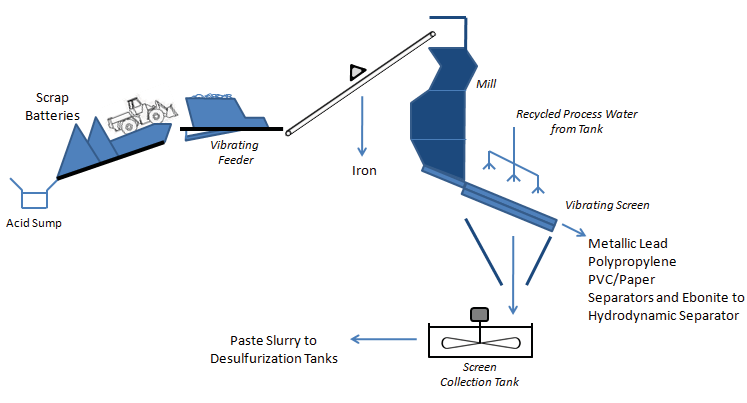 Scrap
Batteries
Acid Sump
Vibrating
Feeder
Iron
Mill
Recycled Process Water
from Tank
Vibrating Screen
Metallic Lead
Polypropylene
PVC/Paper
Separators and Ebonite to
Hydrodynamic Separator
Paste Slurry to
Desulfurization Tanks
Screen
Collection Tank